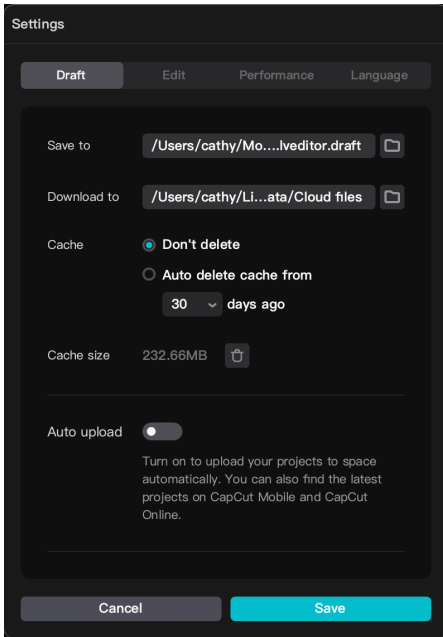 Settings
Draft Edit Performance Language
Save to /Users/cathy/Mo....lveditor.draft
Download to /Users/cathy/Li...ata/Cloud files
Cache Don't delete
Auto delete cache from
30 days ago
Cache size 232.66MB
Auto upload
Turn on to upload your projects to space
automatically. You can also find the latest
projects on CapCut Mobile and CapCut
Online.
Cancel Save